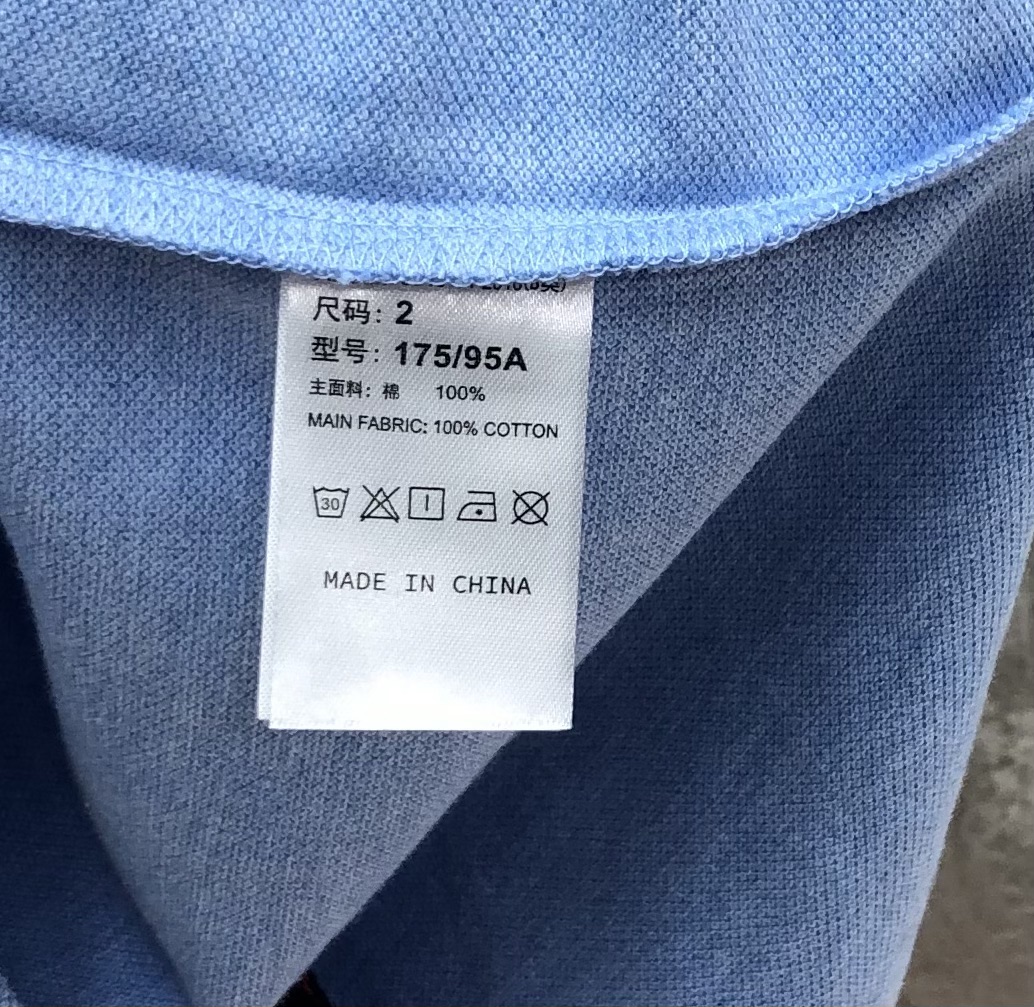 尺码: 2
型号: 175/95A
主面料: 棉 100%
MAIN FABRIC: 100% COTTON
30
MADE IN CHINA